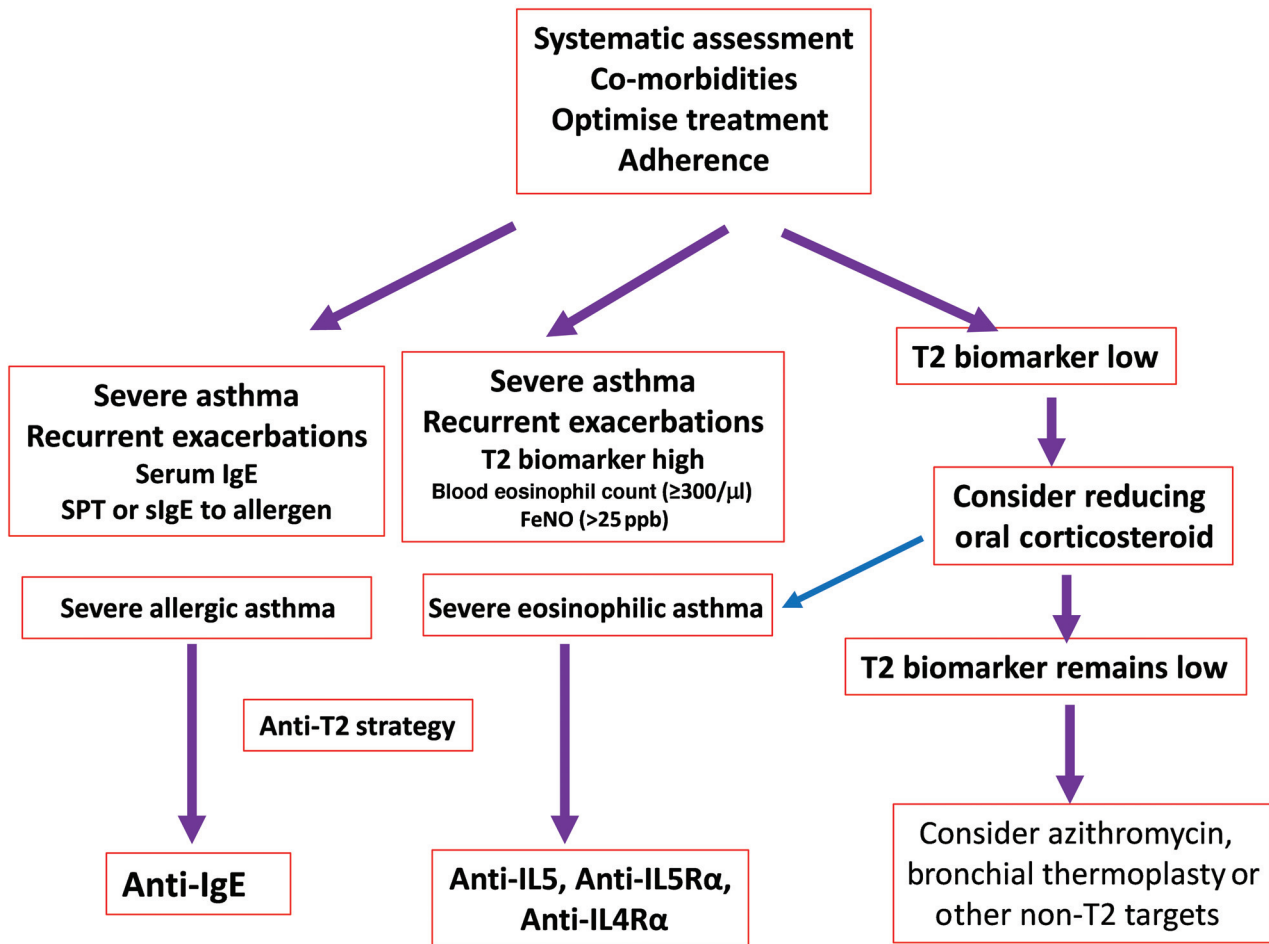 Systematic assessment
Co-morbidities
Optimise treatment
Adherence
Severe asthma
Recurrent exacerbations
Serum IgE
SPT or sIgE to allergen
Severe asthma
Recurrent exacerbations
T2 biomarker high
Blood eosinophil count (≥300/µl)
FeNO (>25 ppb)
T2 biomarker low
Consider reducing
oral corticosteroid
Severe allergic asthma
Severe eosinophilic asthma
T2 biomarker remains low
Anti-T2 strategy
Anti-IgE
Anti-IL5, Anti-IL5Rα,
Anti-IL4Rα
Consider azithromycin,
bronchial thermoplasty or
other non-T2 targets